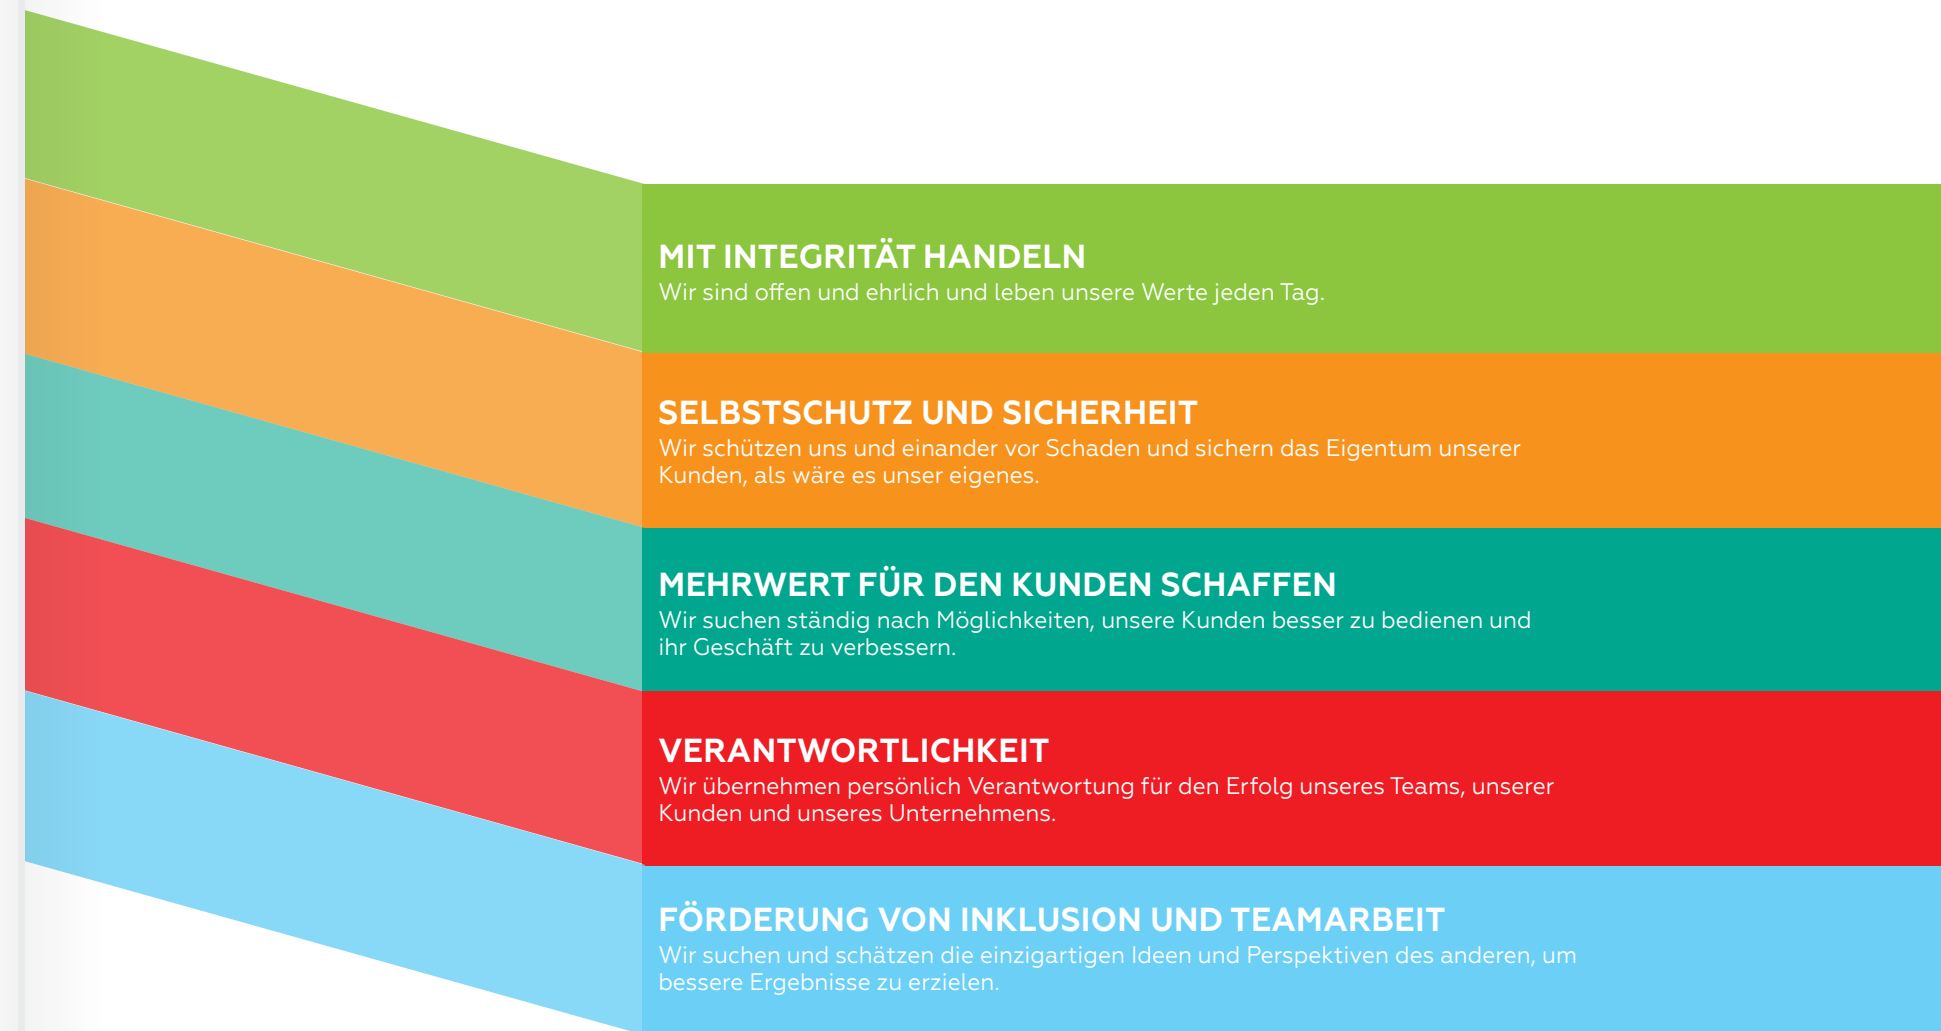 MIT INTEGRITÄT HANDELN
Wir sind offen und ehrlich und leben unsere Werte jeden Tag.
SELBSTSCHUTZ UND SICHERHEIT
Wir schützen uns und einander vor Schaden und sichern das Eigentum unserer
Kunden, als wäre es unser eigenes.
MEHRWERT FÜR DEN KUNDEN SCHAFFEN
Wir suchen ständig nach Möglichkeiten, unsere Kunden besser zu bedienen und
ihr Geschäft zu verbessern.
VERANTWORTLICHKEIT
Wir übernehmen persönlich Verantwortung für den Erfolg unseres Teams, unserer
Kunden und unseres Unternehmens.
FÖRDERUNG VON INKLUSION UND TEAMARBEIT
Wir suchen und schätzen die einzigartigen Ideen und Perspektiven des anderen, um
bessere Ergebnisse zu erzielen.